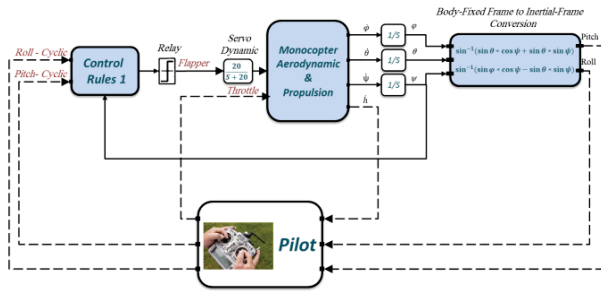 Body-Fixed Frame to Inertial-Frame
Conversion
Roll - Cyclic
Pitch- Cyclic
Control
Rules 1
Relay
Flapper
Servo
Dynamic
20
S + 20
Throttle
Monocopter
Aerodynamic
&
Propulsion
φ̇
1/S
φ
θ̇
1/S
θ
ψ̇
1/S
ψ
ḣ
sin⁻¹(sin θ * cos ψ + sin θ * sin ψ)
sin⁻¹(sin φ * cos ψ − sin θ * sin ψ)
Pitch
Roll
Pilot